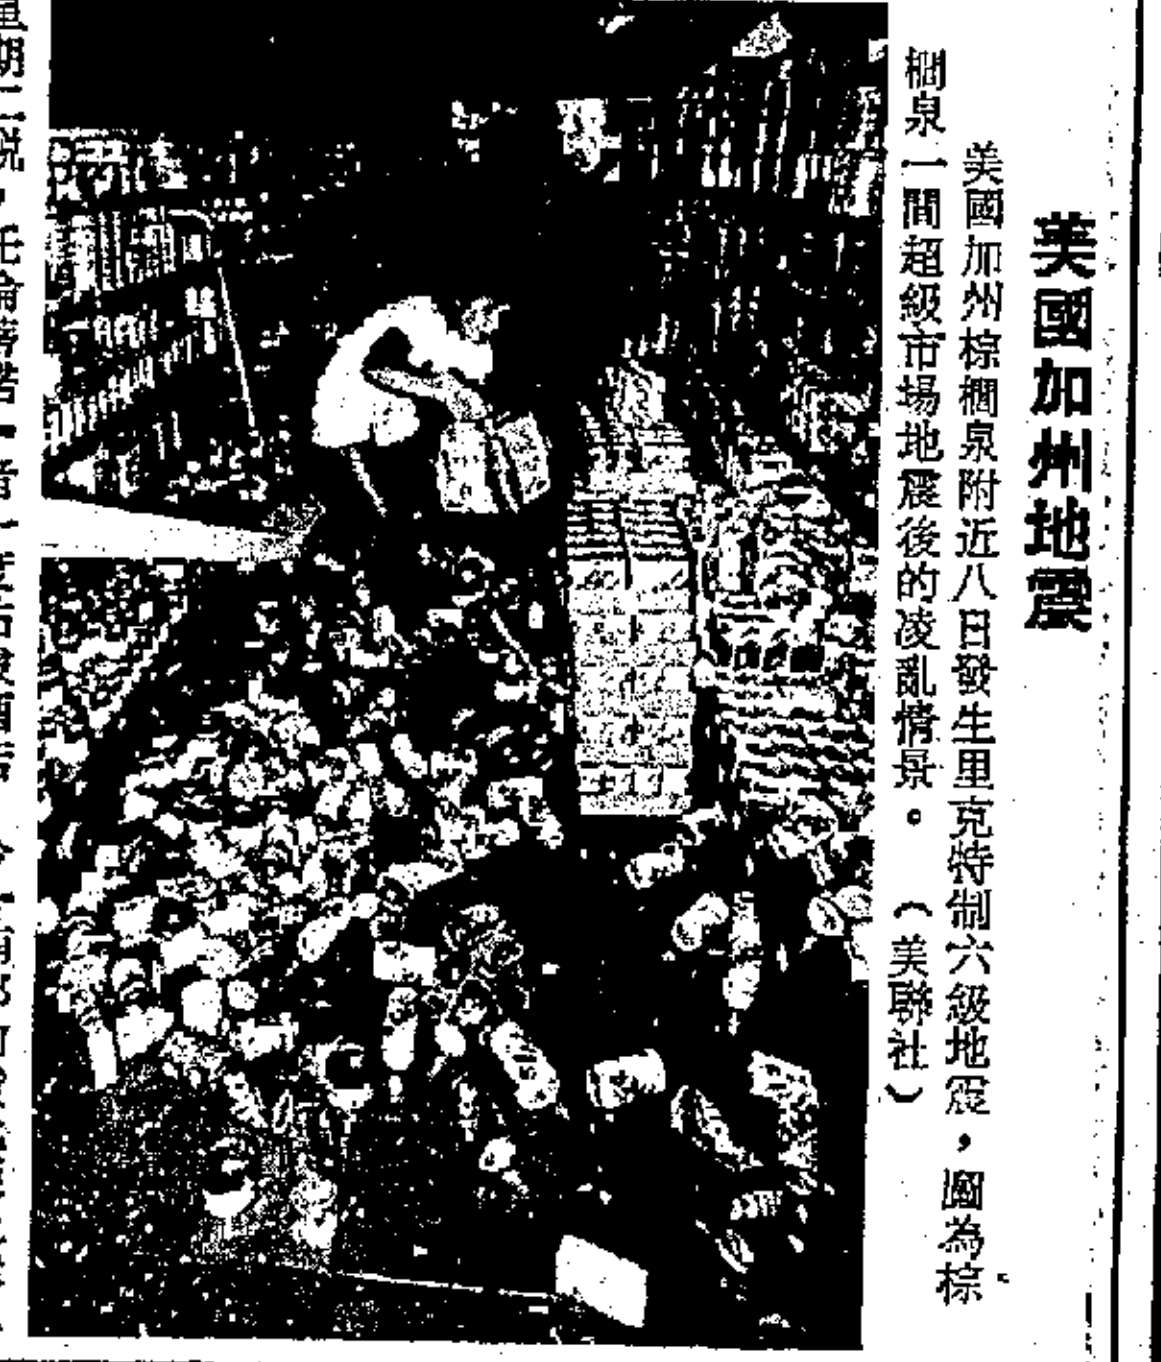 美國加州地震
美國加州棕櫚泉附近八日發生里克特制六級地震，圖為棕
櫚泉一間超級市場地震後的凌亂情景。（美聯社）